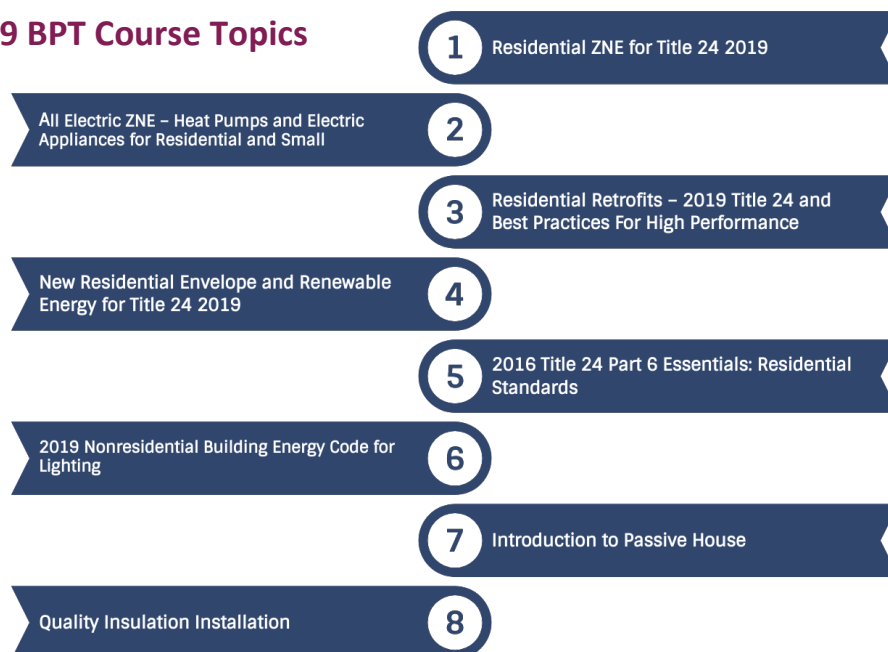 9 BPT Course Topics
1
Residential ZNE for Title 24 2019
All Electric ZNE – Heat Pumps and Electric
Appliances for Residential and Small
2
3
Residential Retrofits – 2019 Title 24 and
Best Practices For High Performance
New Residential Envelope and Renewable
Energy for Title 24 2019
4
5
2016 Title 24 Part 6 Essentials: Residential
Standards
2019 Nonresidential Building Energy Code for
Lighting
6
7
Introduction to Passive House
Quality Insulation Installation
8